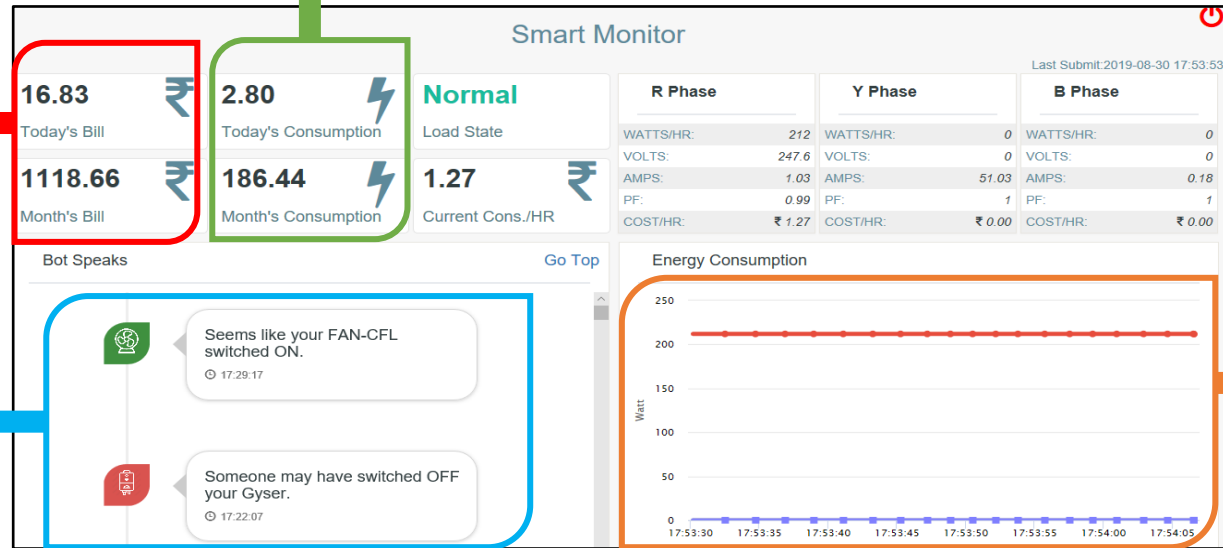 Smart Monitor
Last Submit:2019-08-30 17:53:53
16.83 ₹
Today's Bill
2.80
Today's Consumption
Normal
Load State
1118.66 ₹
Month's Bill
186.44
Month's Consumption
1.27 ₹
Current Cons./HR
R Phase
WATTS/HR: 212
VOLTS: 247.6
AMPS: 1.03
PF: 0.99
COST/HR: ₹ 1.27
Y Phase
WATTS/HR: 0
VOLTS: 0
AMPS: 51.03
PF: 1
COST/HR: ₹ 0.00
B Phase
WATTS/HR: 0
VOLTS: 0
AMPS: 0.18
PF: 1
COST/HR: ₹ 0.00
Bot Speaks
Go Top
Seems like your FAN-CFL
switched ON.
17:29:17
Someone may have switched OFF
your Gyser.
17:22:07
Energy Consumption
Watt
250
200
150
100
50
0
17:53:30 17:53:35 17:53:40 17:53:45 17:53:50 17:53:55 17:54:00 17:54:05